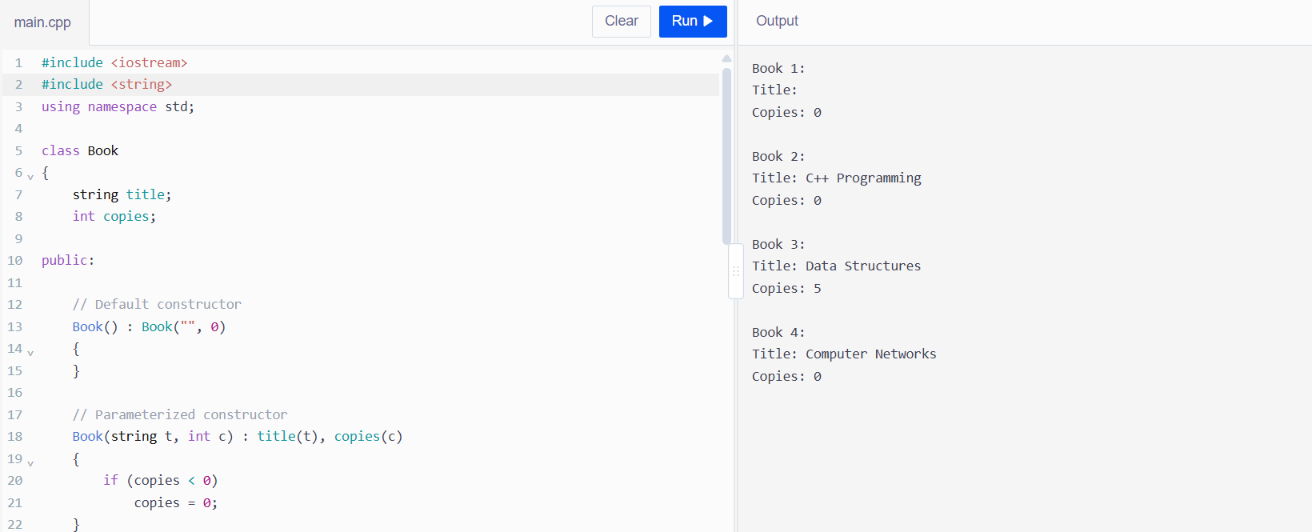 main.cpp
Clear
Run
Output
1 #include <iostream>
2 #include <string>
3 using namespace std;
4
5 class Book
6 {
7     string title;
8     int copies;
9
10 public:
11
12     // Default constructor
13     Book() : Book("", 0)
14     {
15     }
16
17     // Parameterized constructor
18     Book(string t, int c) : title(t), copies(c)
19     {
20         if (copies < 0)
21             copies = 0;
22     }
Book 1:
Title:
Copies: 0

Book 2:
Title: C++ Programming
Copies: 0

Book 3:
Title: Data Structures
Copies: 5

Book 4:
Title: Computer Networks
Copies: 0